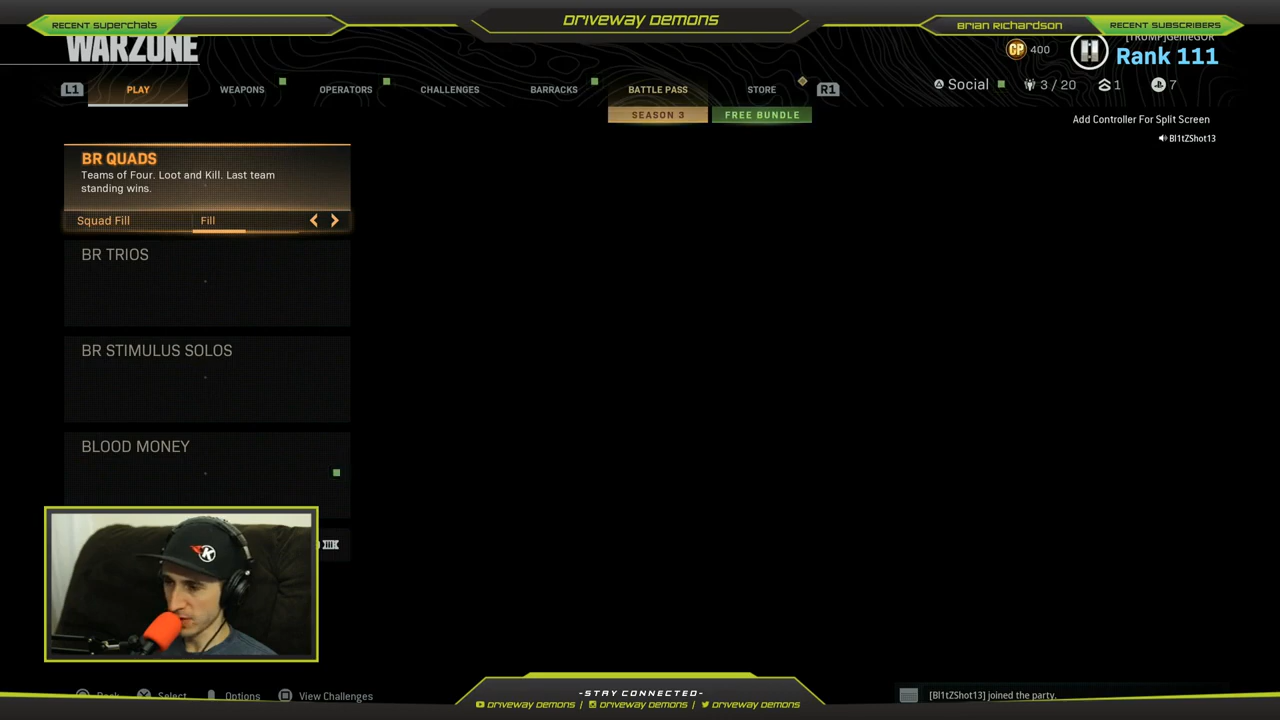 RECENT SUPERCHATS
DRIVEWAY DEMONS
BRIAN RICHARDSON
RECENT SUBSCRIBERS
WARZONE
400
[TRUMP]GenieGOR
Rank 111
L1
PLAY
WEAPONS
OPERATORS
CHALLENGES
BARRACKS
BATTLE PASS
STORE
R1
Social
3 / 20
1
7
SEASON 3
FREE BUNDLE
Add Controller For Split Screen
Bl1tZShot13
BR QUADS
Teams of Four. Loot and Kill. Last team
standing wins.
Squad Fill
Fill
BR TRIOS
BR STIMULUS SOLOS
BLOOD MONEY
K
Back
Select
Options
View Challenges
-STAY CONNECTED-
DRIVEWAY DEMONS / DRIVEWAY DEMONS / DRIVEWAY DEMONS
[Bl1tZShot13] joined the party.